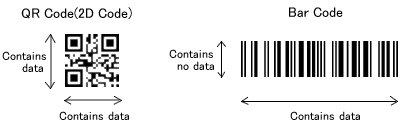 QR Code(2D Code)
Contains
data
Contains data
Bar Code
Contains
no data
Contains data